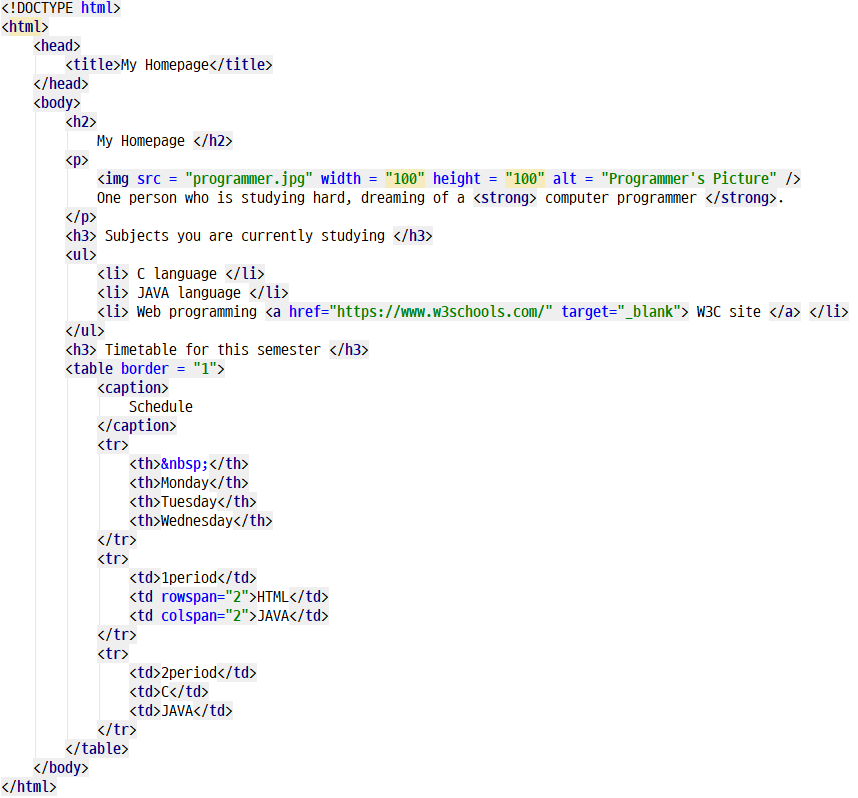 <!DOCTYPE html>
<html>
    <head>
        <title>My Homepage</title>
    </head>
    <body>
        <h2>
            My Homepage </h2>
        <p>
            <img src = "programmer.jpg" width = "100" height = "100" alt = "Programmer's Picture" />
            One person who is studying hard, dreaming of a <strong> computer programmer </strong>.
        </p>
        <h3> Subjects you are currently studying </h3>
        <ul>
            <li> C language </li>
            <li> JAVA language </li>
            <li> Web programming <a href="https://www.w3schools.com/" target="_blank"> W3C site </a> </li>
        </ul>
        <h3> Timetable for this semester </h3>
        <table border = "1">
            <caption>
                Schedule
            </caption>
            <tr>
                <th>&nbsp;</th>
                <th>Monday</th>
                <th>Tuesday</th>
                <th>Wednesday</th>
            </tr>
            <tr>
                <td>1period</td>
                <td rowspan="2">HTML</td>
                <td colspan="2">JAVA</td>
            </tr>
            <tr>
                <td>2period</td>
                <td>C</td>
                <td>JAVA</td>
            </tr>
        </table>
    </body>
</html>